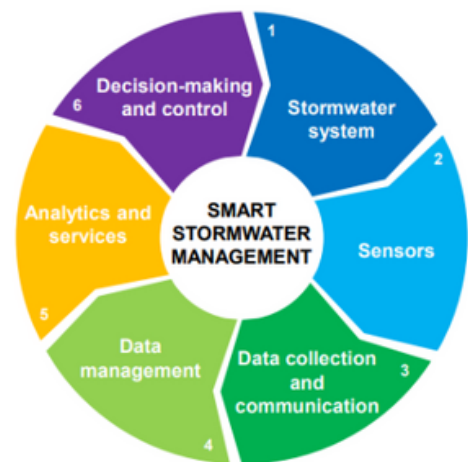 1
Stormwater
system
2
Sensors
3
Data collection
and
communication
4
Data
management
5
Analytics and
services
6
Decision-making
and control
SMART
STORMWATER
MANAGEMENT